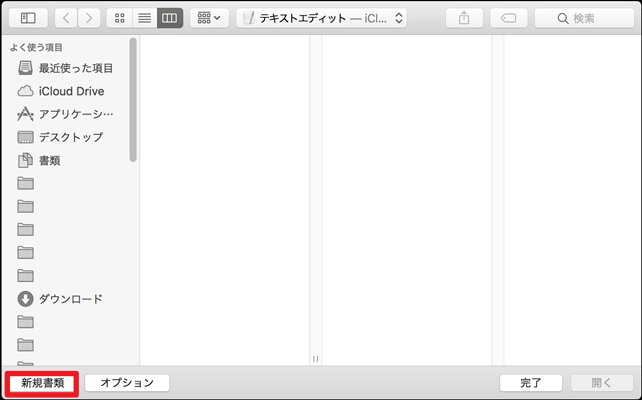 テキストエディット — iCl...
検索
よく使う項目
最近使った項目
iCloud Drive
アプリケーシ…
デスクトップ
書類
ダウンロード
新規書類
オプション
完了
開く